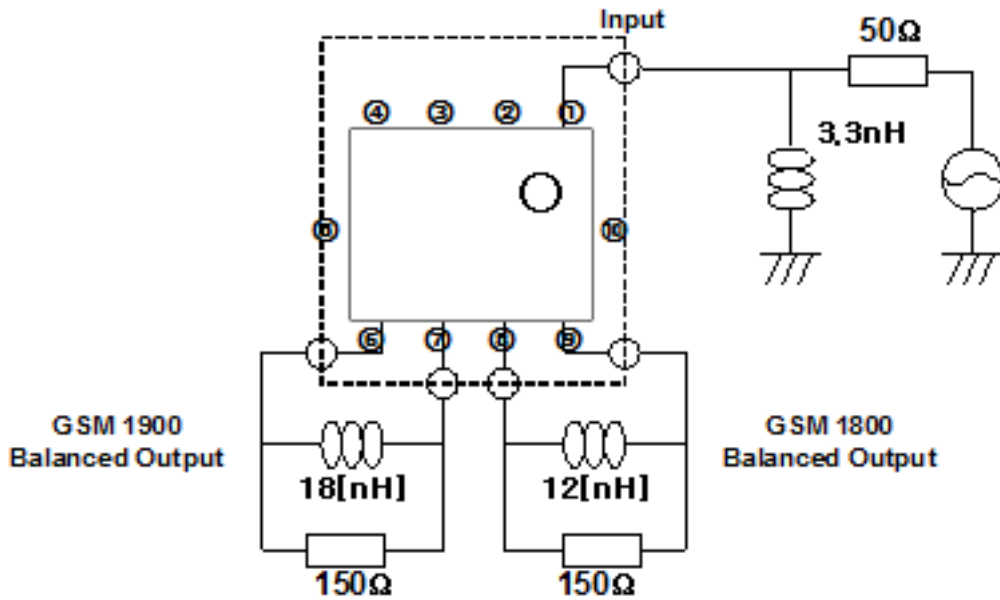 Input
50Ω
④ ③ ② ①
3,3nH
⑩
⑥ ⑦ ⑧ ⑨
GSM 1900
Balanced Output
GSM 1800
Balanced Output
18[nH]
12[nH]
150Ω
150Ω